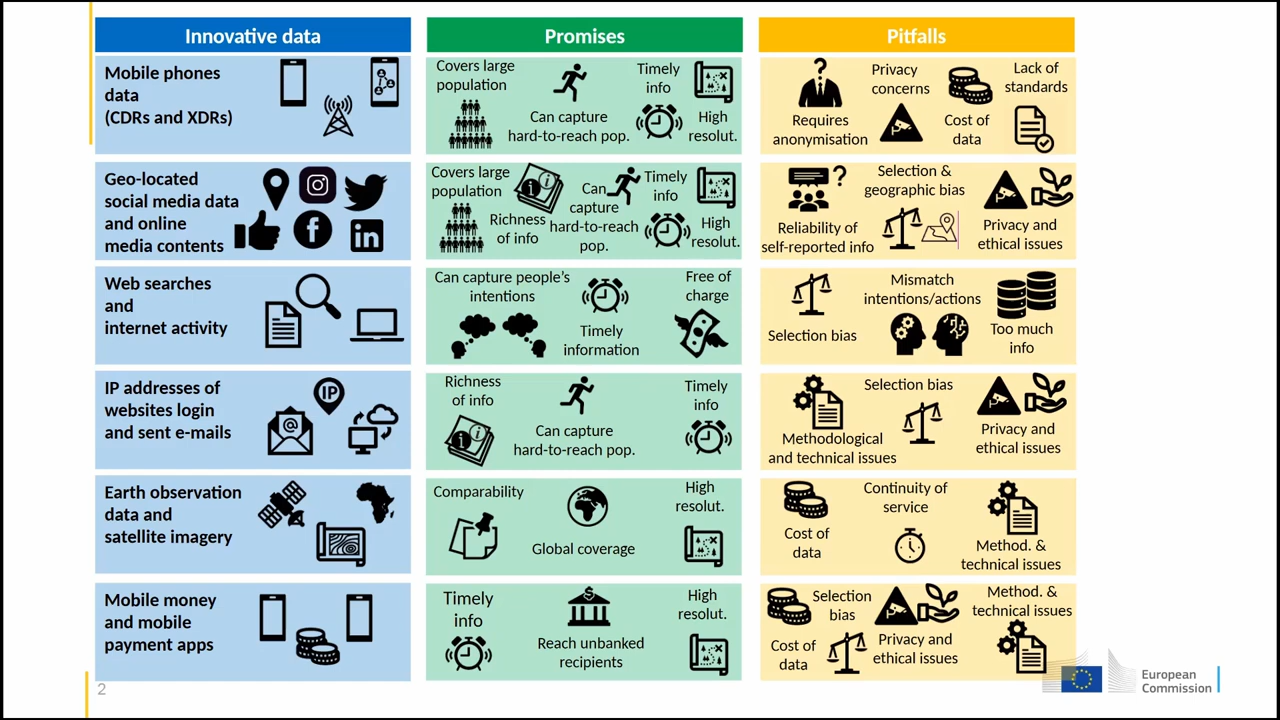 Innovative data
Promises
Pitfalls
Mobile phones
data
(CDRs and XDRs)
Covers large
population
Can capture
hard-to-reach pop.
Timely
info
High
resolut.
?
Requires
anonymisation
Privacy
concerns
Cost of
data
Lack of
standards
Geo-located
social media data
and online
media contents
f
in
Covers large
population
i
Richness
of info
Can
capture
hard-to-reach
pop.
Timely
info
High
resolut.
?
Reliability of
self-reported info
Selection &
geographic bias
Privacy and
ethical issues
Web searches
and
internet activity
Can capture people’s
intentions
Timely
information
Free of
charge
Selection bias
Mismatch
intentions/actions
Too much
info
IP addresses of
websites login
and sent e-mails
IP
@
Richness
of info
i
Can capture
hard-to-reach pop.
Timely
info
Methodological
and technical issues
Selection bias
Privacy and
ethical issues
Earth observation
data and
satellite imagery
Comparability
Global coverage
High
resolut.
Cost of
data
Continuity of
service
Method. &
technical issues
Mobile money
and mobile
payment apps
Timely
info
$
Reach unbanked
recipients
High
resolut.
Cost of
data
Selection
bias
Privacy and
ethical issues
Method. &
technical issues
2
European
Commission